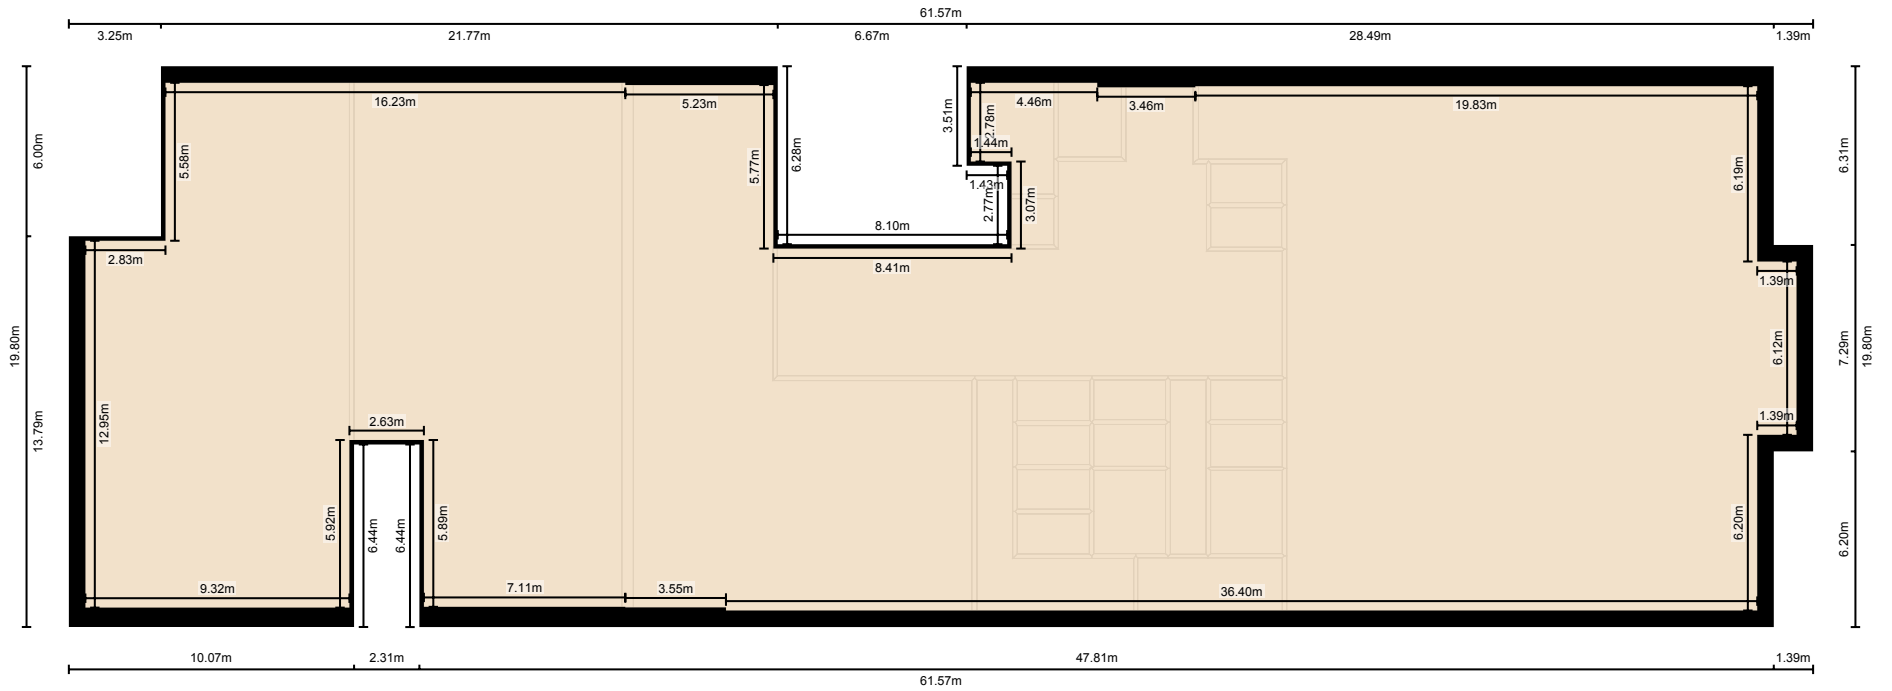 61.57m
3.25m 21.77m 6.67m 28.49m 1.39m
16.23m 5.23m 4.46m 3.46m 19.83m
6.00m 5.58m 5.77m 6.28m 3.51m 2.78m 6.19m 6.31m
1.44m
1.43m
2.77m 3.07m
8.10m
2.83m 8.41m 1.39m
19.80m 13.79m 12.95m 6.12m 7.29m 19.80m
2.63m 1.39m
5.92m 6.44m 6.44m 5.89m 6.20m 6.20m
9.32m 7.11m 3.55m 36.40m
10.07m 2.31m 47.81m 1.39m
61.57m